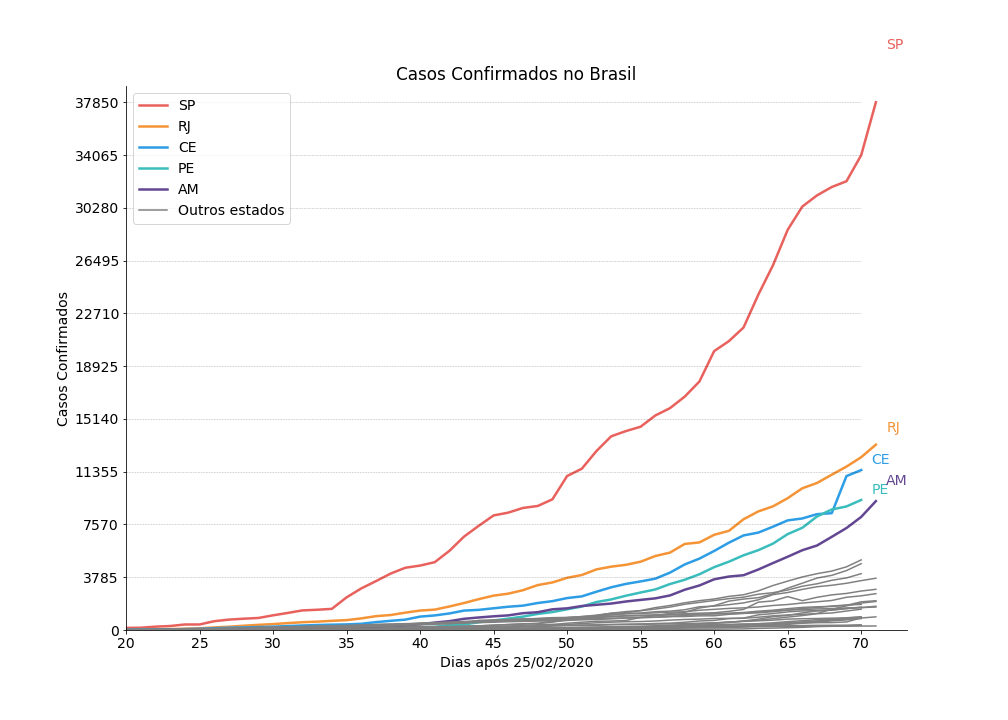 SP
Casos Confirmados no Brasil
37850
34065
30280
26495
22710
18925
15140
11355
7570
3785
0
Casos Confirmados
SP
RJ
CE
PE
AM
Outros estados
RJ
CE
AM
PE
20 25 30 35 40 45 50 55 60 65 70
Dias após 25/02/2020